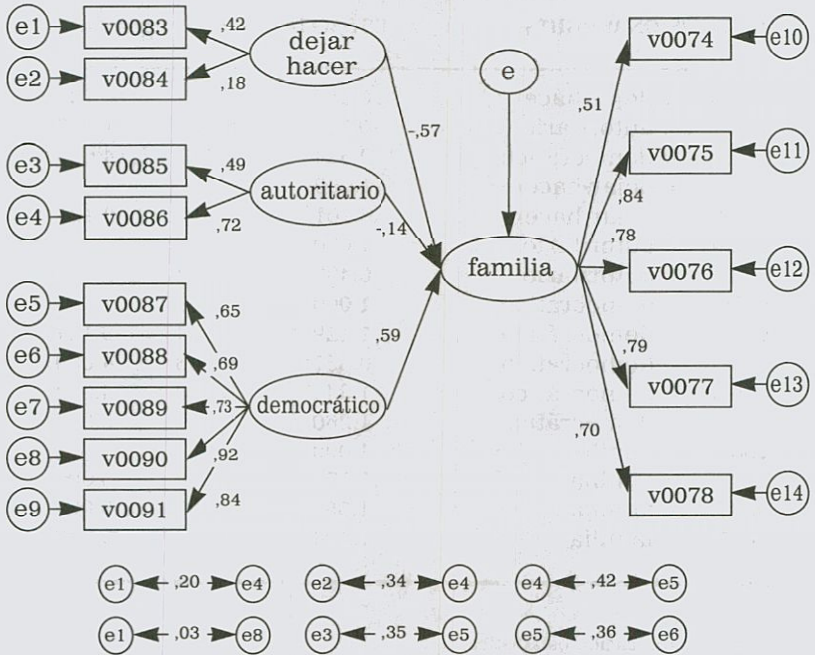 e1 v0083 ,42 dejar hacer
e2 v0084 ,18
e3 v0085 ,49 autoritario
e4 v0086 ,72
e5 v0087 ,65
e6 v0088 ,69
e7 v0089 ,73 democrático
e8 v0090 ,92
e9 v0091 ,84
-,57
-,14
,59
e
familia
,51 v0074 e10
,84 v0075 e11
,78 v0076 e12
,79 v0077 e13
,70 v0078 e14
e1 ,20 e4 e2 ,34 e4 e4 ,42 e5
e1 ,03 e8 e3 ,35 e5 e5 ,36 e6